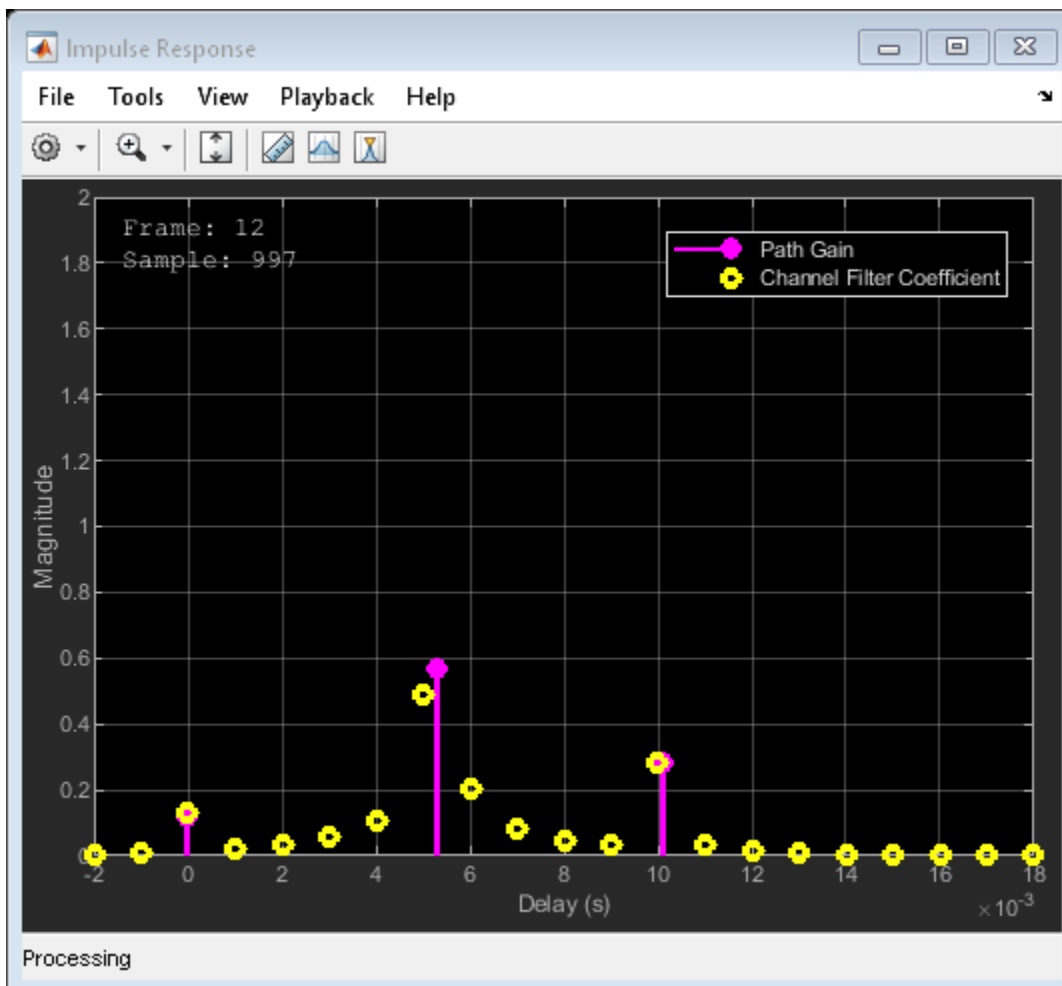 Impulse Response
File Tools View Playback Help
Frame: 12
Sample: 997
Path Gain
Channel Filter Coefficient
2
1.8
1.6
1.4
1.2
1
0.8
0.6
0.4
0.2
0
Magnitude
-2 0 2 4 6 8 10 12 14 16 18
Delay (s)
×10-3
Processing